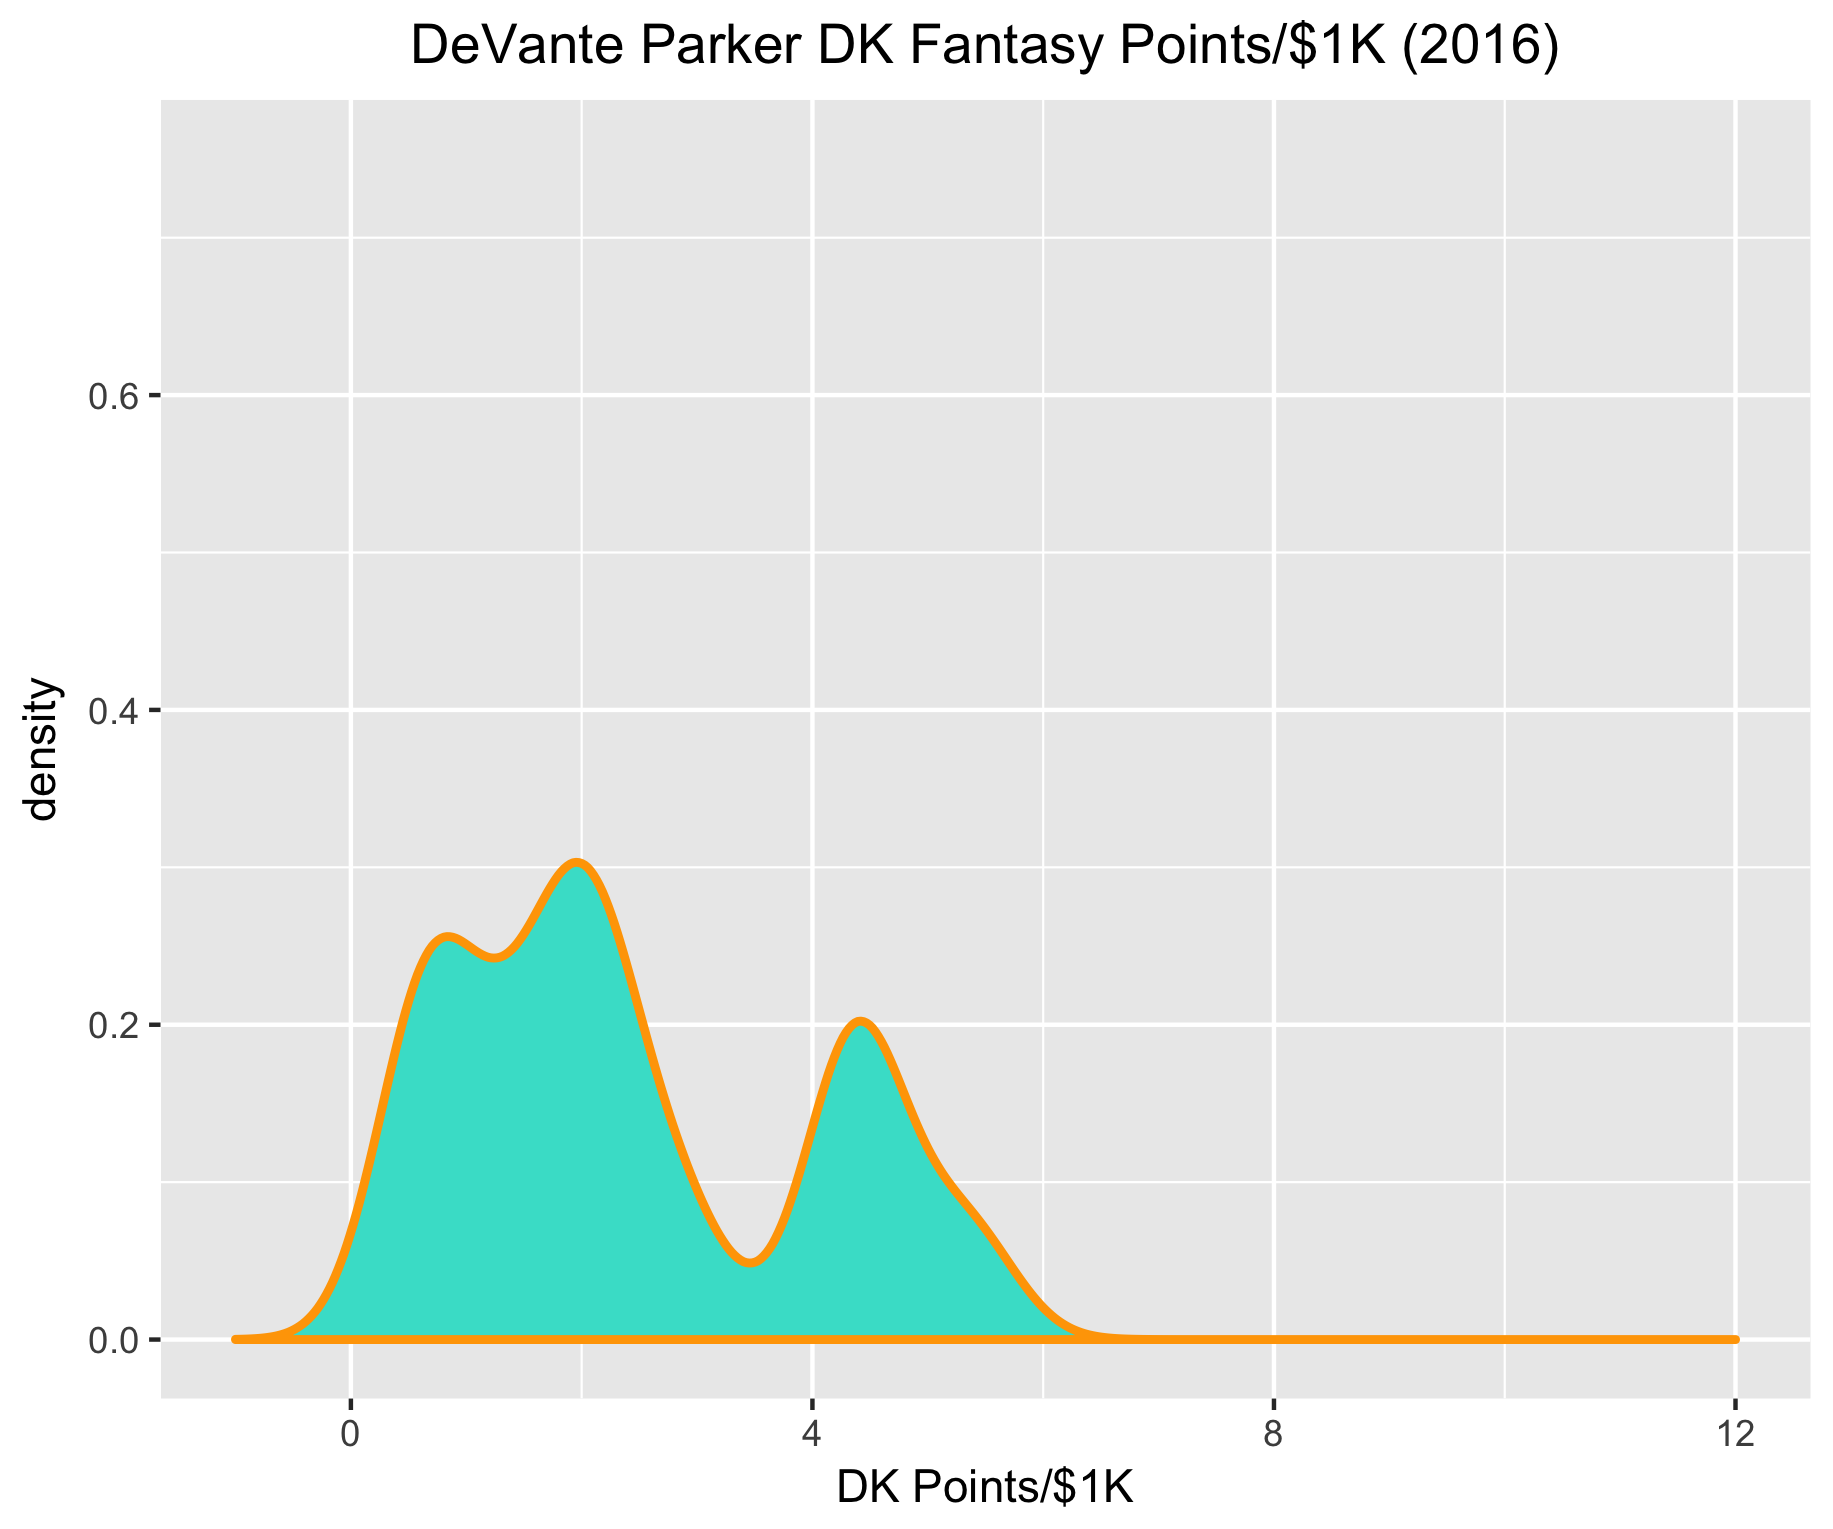 DeVante Parker DK Fantasy Points/$1K (2016)
density
0.6
0.4
0.2
0.0
0 4 8 12
DK Points/$1K